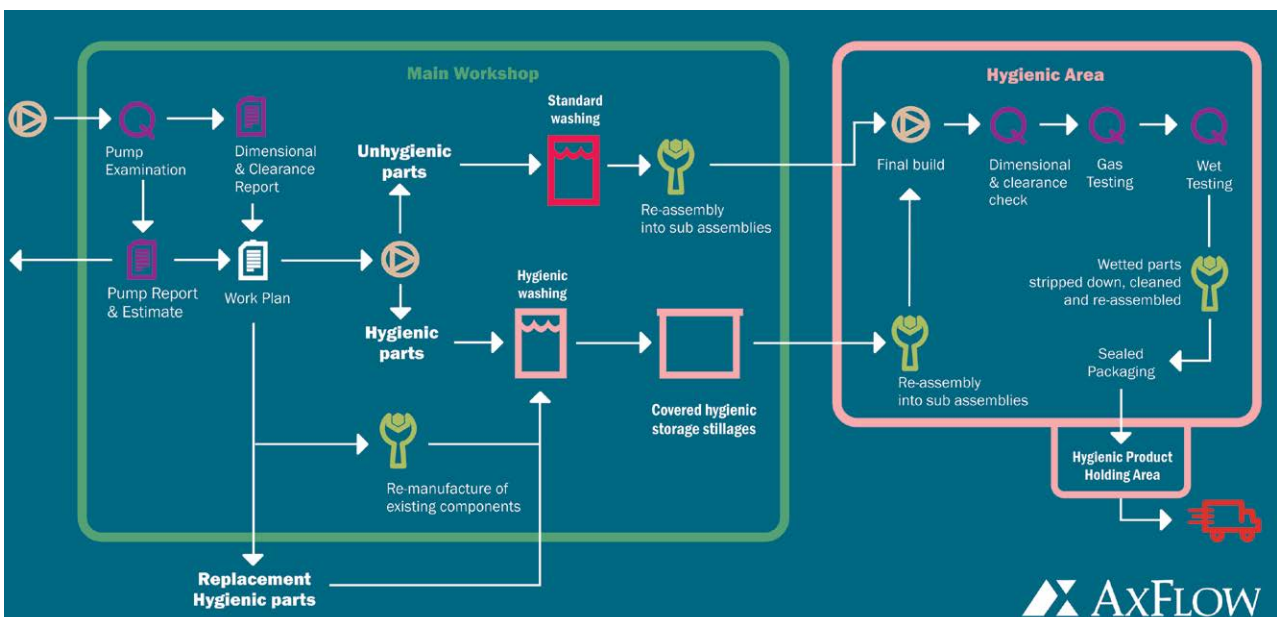 Main Workshop
Hygienic Area
Pump
Examination
Dimensional
& Clearance
Report
Unhygienic
parts
Standard
washing
Re-assembly
into sub assemblies
Final build
Dimensional
& clearance
check
Gas
Testing
Wet
Testing
Pump Report
& Estimate
Work Plan
Hygienic
parts
Hygienic
washing
Covered hygienic
storage stillages
Re-assembly
into sub assemblies
Wetted parts
stripped down, cleaned
and re-assembled
Sealed
Packaging
Re-manufacture of
existing components
Hygienic Product
Holding Area
Replacement
Hygienic parts
AXFLOW